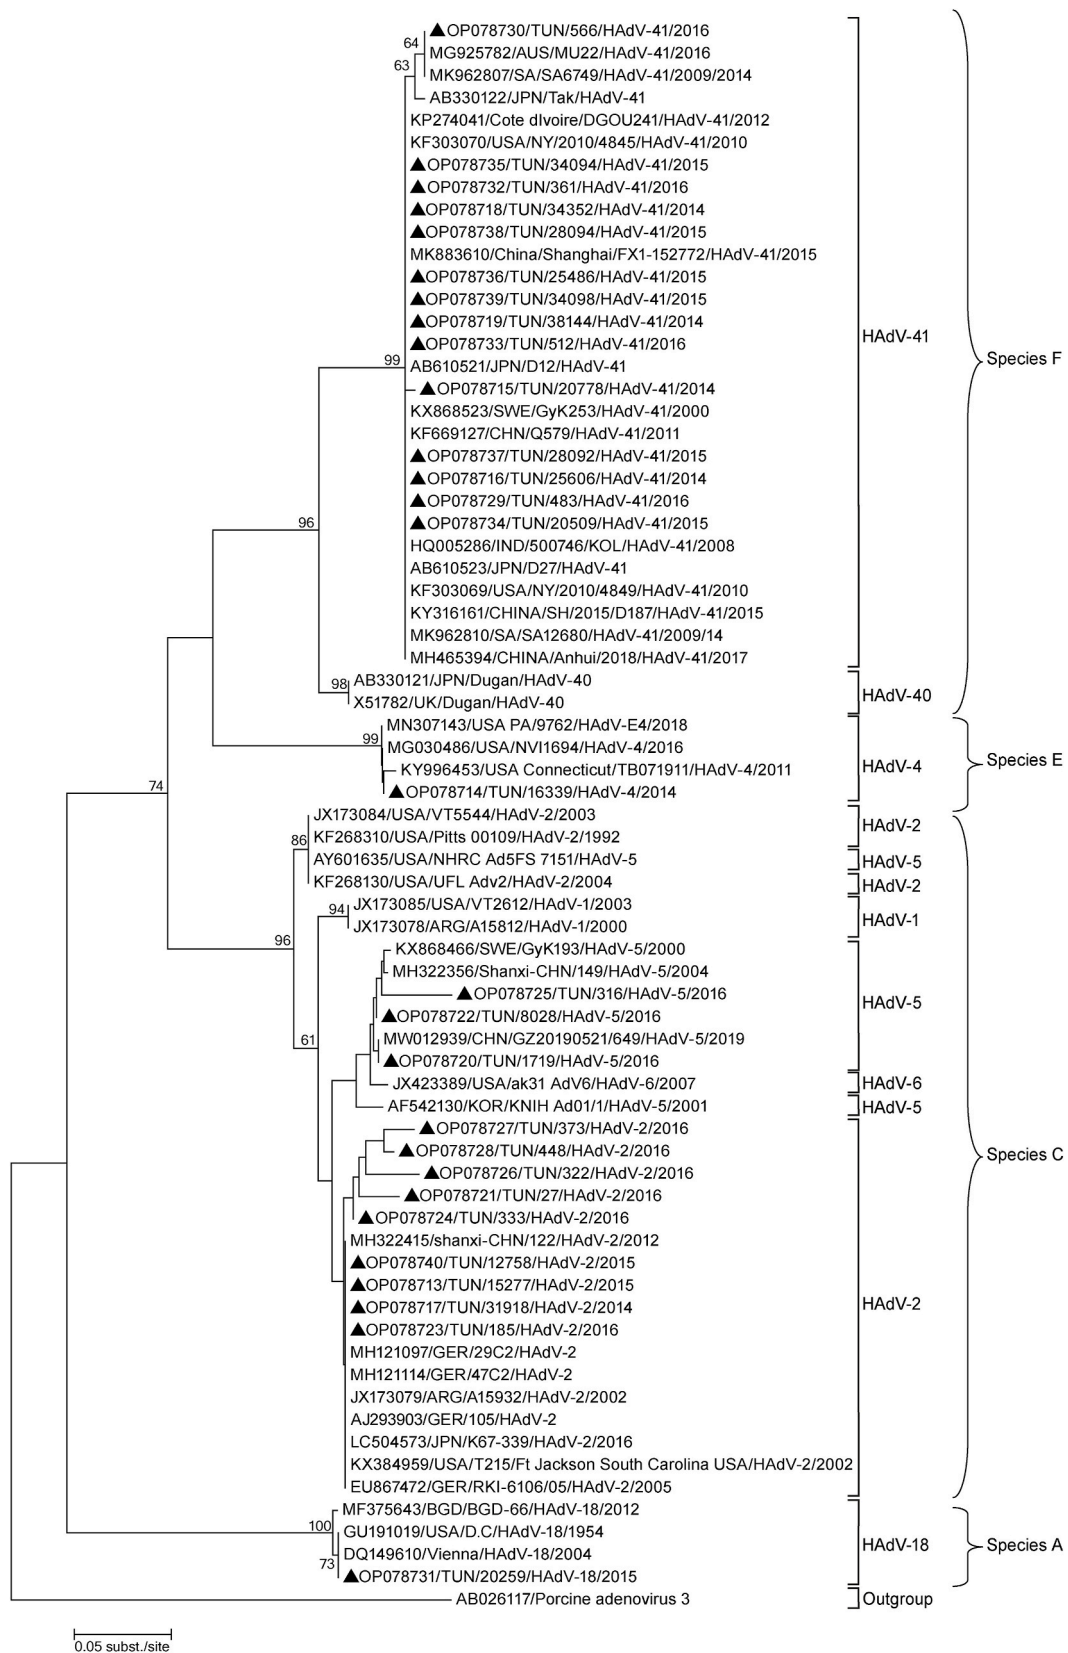 ▲OP078730/TUN/566/HAdV-41/2016
64
MG925782/AUS/MU22/HAdV-41/2016
63
MK962807/SA/SA6749/HAdV-41/2009/2014
AB330122/JPN/Tak/HAdV-41
KP274041/Cote dIvoire/DGOU241/HAdV-41/2012
KF303070/USA/NY/2010/4845/HAdV-41/2010
▲OP078735/TUN/34094/HAdV-41/2015
▲OP078732/TUN/361/HAdV-41/2016
▲OP078718/TUN/34352/HAdV-41/2014
▲OP078738/TUN/28094/HAdV-41/2015
MK883610/China/Shanghai/FX1-152772/HAdV-41/2015
▲OP078736/TUN/25486/HAdV-41/2015
▲OP078739/TUN/34098/HAdV-41/2015
▲OP078719/TUN/38144/HAdV-41/2014
HAdV-41
▲OP078733/TUN/512/HAdV-41/2016
Species F
99
AB610521/JPN/D12/HAdV-41
▲OP078715/TUN/20778/HAdV-41/2014
KX868523/SWE/GyK253/HAdV-41/2000
KF669127/CHN/Q579/HAdV-41/2011
▲OP078737/TUN/28092/HAdV-41/2015
▲OP078716/TUN/25606/HAdV-41/2014
▲OP078729/TUN/483/HAdV-41/2016
96
▲OP078734/TUN/20509/HAdV-41/2015
HQ005286/IND/500746/KOL/HAdV-41/2008
AB610523/JPN/D27/HAdV-41
KF303069/USA/NY/2010/4849/HAdV-41/2010
KY316161/CHINA/SH/2015/D187/HAdV-41/2015
MK962810/SA/SA12680/HAdV-41/2009/14
MH465394/CHINA/Anhui/2018/HAdV-41/2017
98
AB330121/JPN/Dugan/HAdV-40
HAdV-40
X51782/UK/Dugan/HAdV-40
MN307143/USA PA/9762/HAdV-E4/2018
99
MG030486/USA/NVI1694/HAdV-4/2016
HAdV-4
Species E
KY996453/USA Connecticut/TB071911/HAdV-4/2011
74
▲OP078714/TUN/16339/HAdV-4/2014
JX173084/USA/VT5544/HAdV-2/2003
HAdV-2
KF268310/USA/Pitts 00109/HAdV-2/1992
86
AY601635/USA/NHRC Ad5FS 7151/HAdV-5
HAdV-5
KF268130/USA/UFL Adv2/HAdV-2/2004
HAdV-2
94
JX173085/USA/VT2612/HAdV-1/2003
HAdV-1
JX173078/ARG/A15812/HAdV-1/2000
96
KX868466/SWE/GyK193/HAdV-5/2000
MH322356/Shanxi-CHN/149/HAdV-5/2004
▲OP078725/TUN/316/HAdV-5/2016
HAdV-5
▲OP078722/TUN/8028/HAdV-5/2016
61
MW012939/CHN/GZ20190521/649/HAdV-5/2019
▲OP078720/TUN/1719/HAdV-5/2016
JX423389/USA/ak31 AdV6/HAdV-6/2007
HAdV-6
AF542130/KOR/KNIH Ad01/1/HAdV-5/2001
HAdV-5
▲OP078727/TUN/373/HAdV-2/2016
▲OP078728/TUN/448/HAdV-2/2016
Species C
▲OP078726/TUN/322/HAdV-2/2016
▲OP078721/TUN/27/HAdV-2/2016
▲OP078724/TUN/333/HAdV-2/2016
MH322415/shanxi-CHN/122/HAdV-2/2012
▲OP078740/TUN/12758/HAdV-2/2015
▲OP078713/TUN/15277/HAdV-2/2015
▲OP078717/TUN/31918/HAdV-2/2014
HAdV-2
▲OP078723/TUN/185/HAdV-2/2016
MH121097/GER/29C2/HAdV-2
MH121114/GER/47C2/HAdV-2
JX173079/ARG/A15932/HAdV-2/2002
AJ293903/GER/105/HAdV-2
LC504573/JPN/K67-339/HAdV-2/2016
KX384959/USA/T215/Ft Jackson South Carolina USA/HAdV-2/2002
EU867472/GER/RKI-6106/05/HAdV-2/2005
MF375643/BGD/BGD-66/HAdV-18/2012
100
GU191019/USA/D.C/HAdV-18/1954
HAdV-18
Species A
DQ149610/Vienna/HAdV-18/2004
73
▲OP078731/TUN/20259/HAdV-18/2015
AB026117/Porcine adenovirus 3
Outgroup
0.05 subst./site